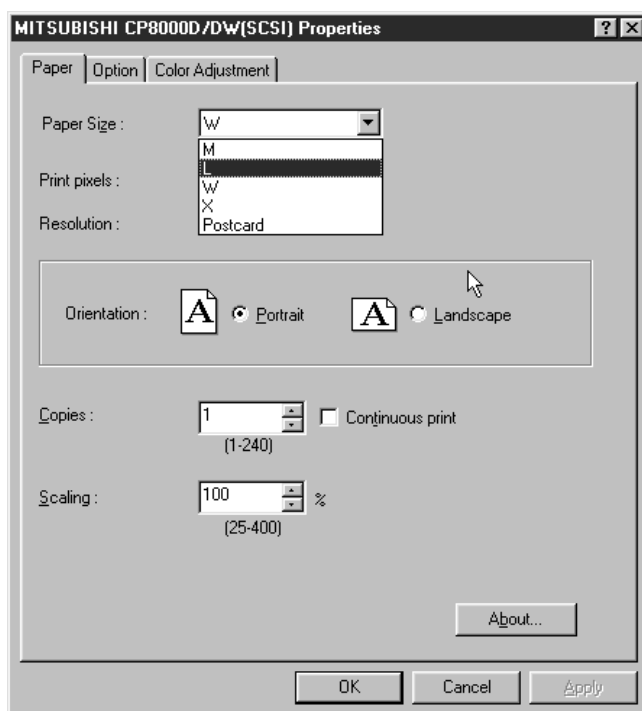 MITSUBISHI CP8000D/DW(SCSI) Properties
Paper Option Color Adjustment
Paper Size : W
M
L
W
X
Postcard
Print pixels :
Resolution :
Orientation : A Portrait A Landscape
Copies : 1 Continuous print
(1-240)
Scaling : 100 %
(25-400)
About...
OK Cancel Apply